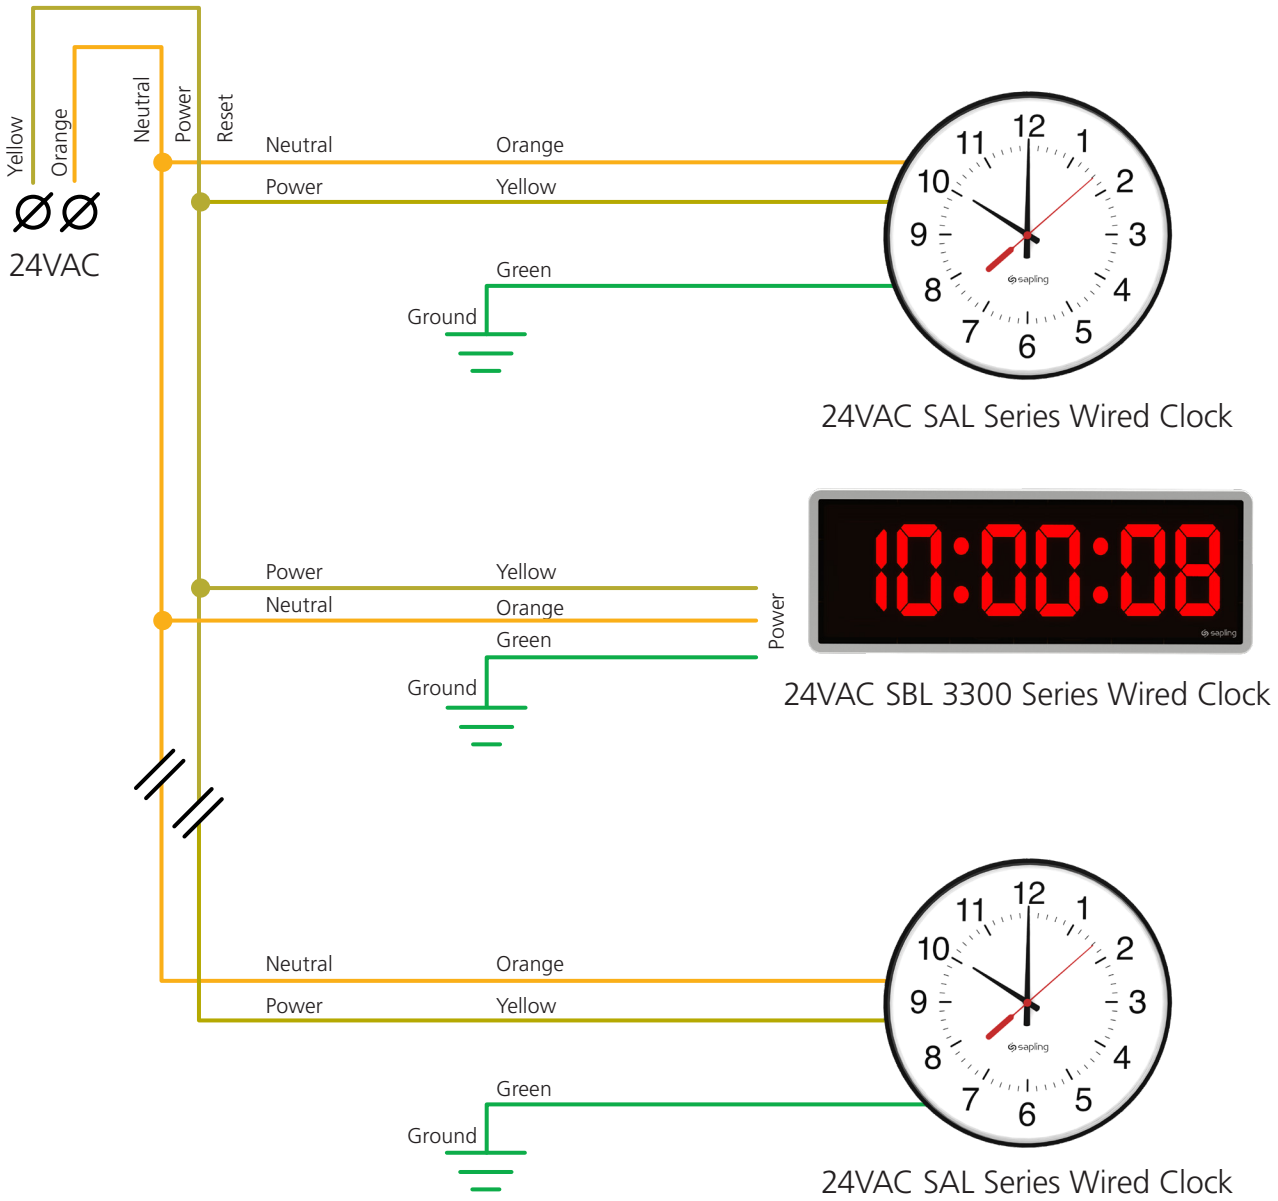 Yellow
Orange
Neutral
Power
Reset
24VAC
Neutral
Orange
Power
Yellow
Green
Ground
12
1
2
3
4
5
6
7
8
9
10
11
sapling
24VAC SAL Series Wired Clock
Power
Yellow
Neutral
Orange
Green
Ground
Power
10:00:08
sapling
24VAC SBL 3300 Series Wired Clock
Neutral
Orange
Power
Yellow
Green
Ground
12
1
2
3
4
5
6
7
8
9
10
11
sapling
24VAC SAL Series Wired Clock